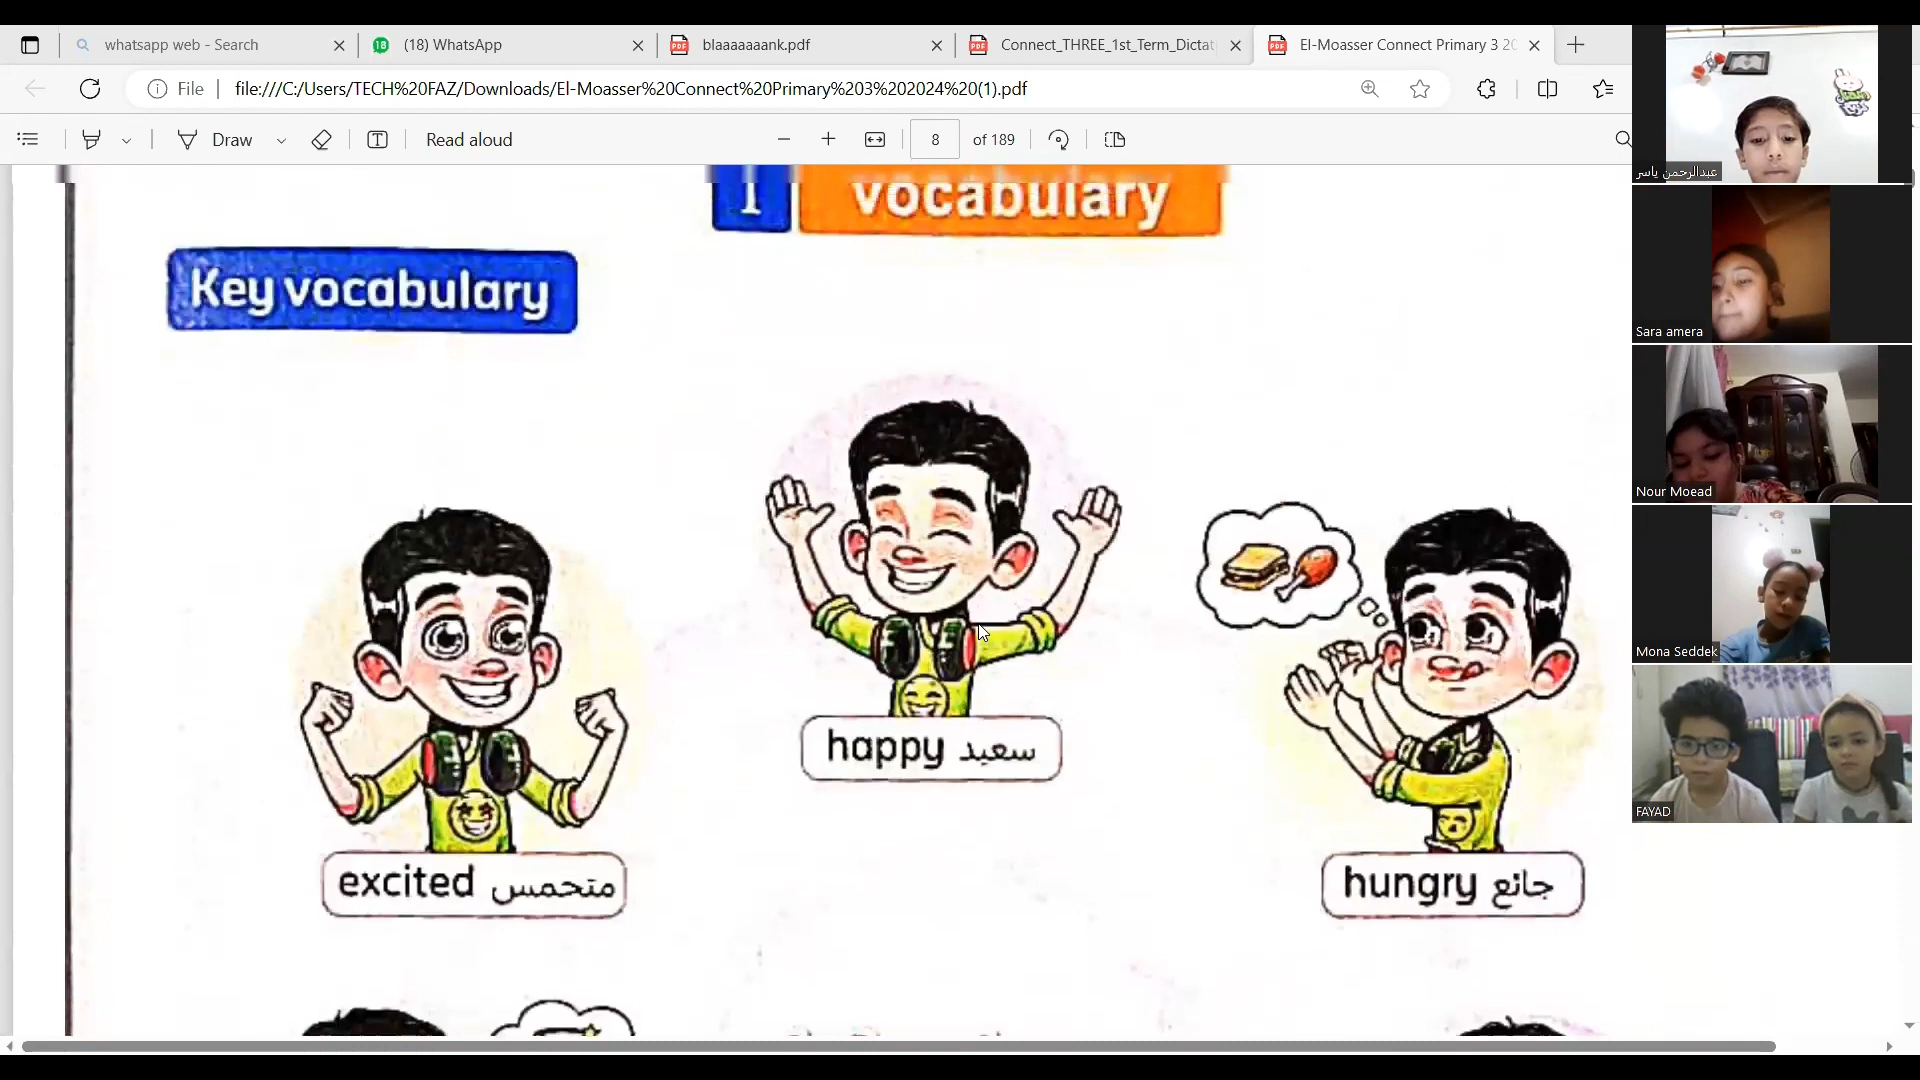 whatsapp web - Search
(18) WhatsApp
blaaaaaaank.pdf
Connect_THREE_1st_Term_Dictat
El-Moasser Connect Primary 3 20
File
file:///C:/Users/TECH%20FAZ/Downloads/El-Moasser%20Connect%20Primary%203%202024%20(1).pdf
Draw
Read aloud
8 of 189
1 vocabulary
Key vocabulary
happy سعيد
excited متحمس
hungry جائع
عبدالرحمن ياسر
Sara amera
Nour Moead
Mona Seddek
FAYAD